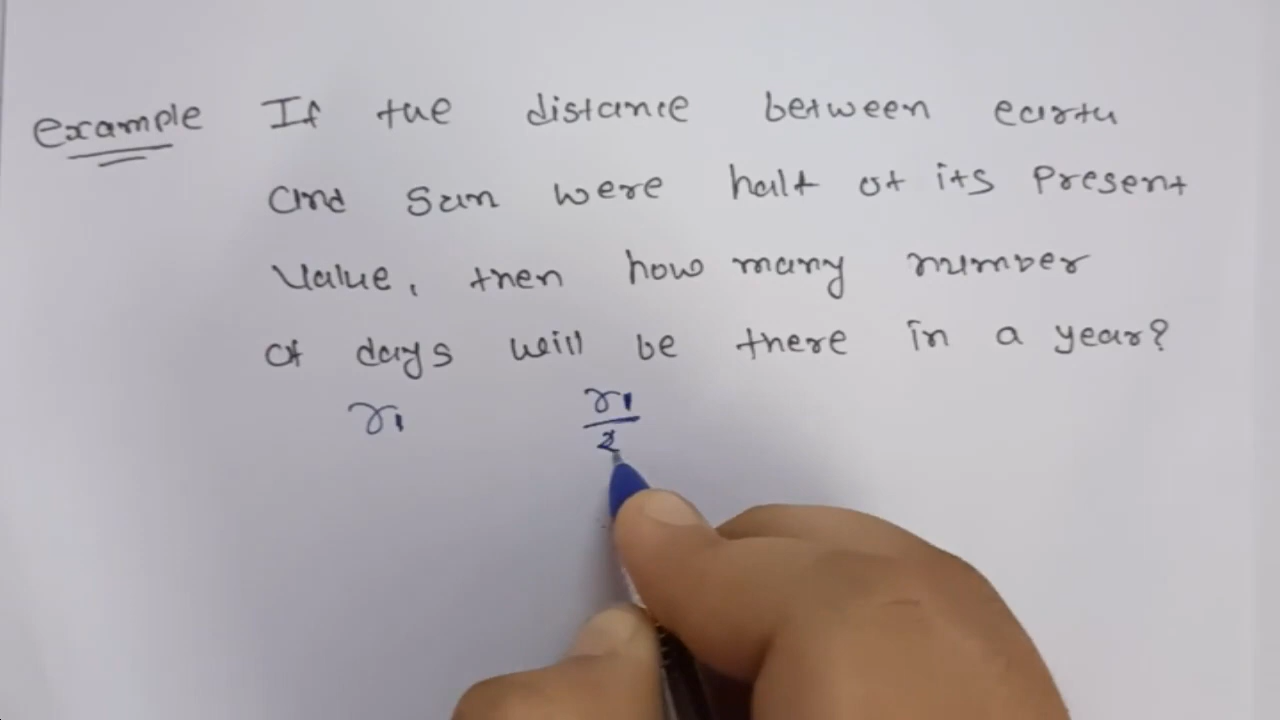 example If the distance between earth
and Sun were half of its present
Value, then how many number
of days will be there in a year?
r₁ r₁/2